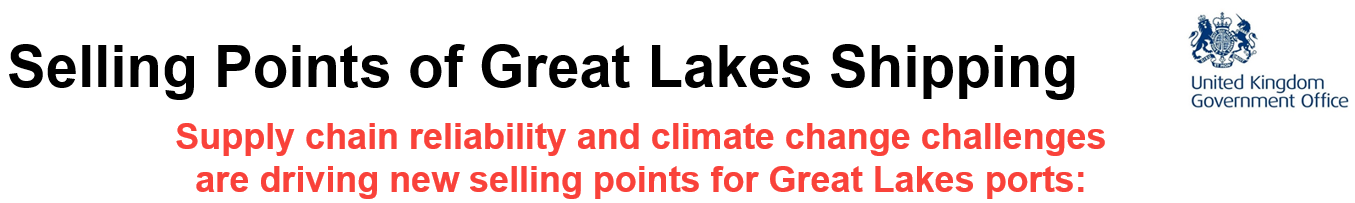 Selling Points of Great Lakes Shipping
United Kingdom
Government Office
Supply chain reliability and climate change challenges
are driving new selling points for Great Lakes ports: